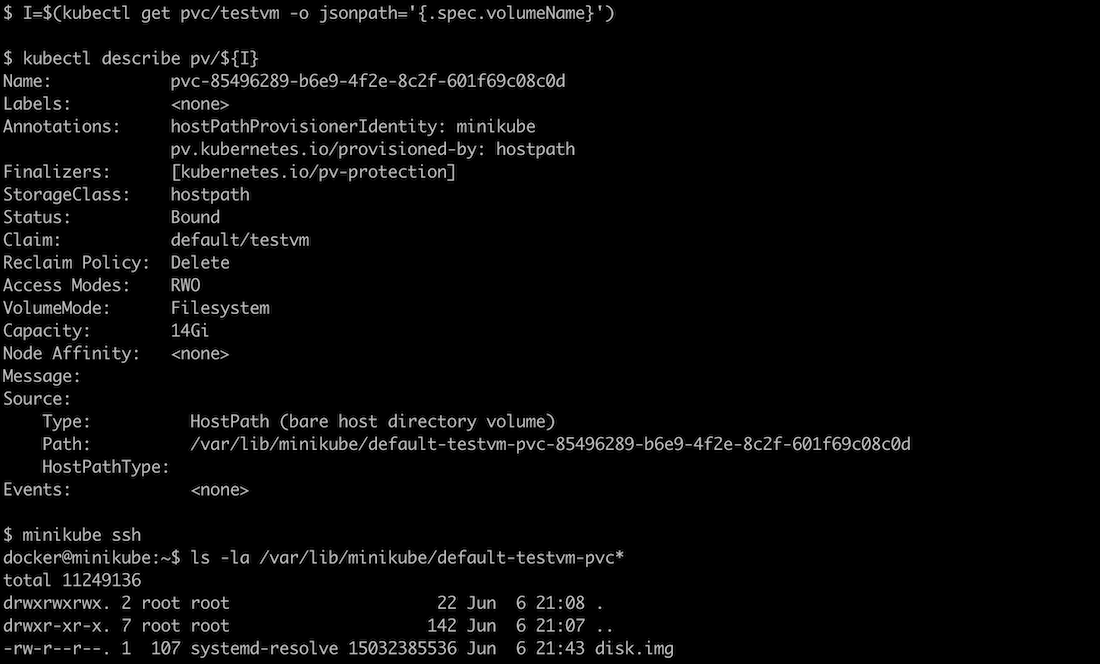 $ I=$(kubectl get pvc/testvm -o jsonpath='{.spec.volumeName}')
$ kubectl describe pv/${I}
Name: pvc-85496289-b6e9-4f2e-8c2f-601f69c08c0d
Labels: <none>
Annotations: hostPathProvisionerIdentity: minikube
pv.kubernetes.io/provisioned-by: hostpath
Finalizers: [kubernetes.io/pv-protection]
StorageClass: hostpath
Status: Bound
Claim: default/testvm
Reclaim Policy: Delete
Access Modes: RWO
VolumeMode: Filesystem
Capacity: 14Gi
Node Affinity: <none>
Message:
Source:
Type: HostPath (bare host directory volume)
Path: /var/lib/minikube/default-testvm-pvc-85496289-b6e9-4f2e-8c2f-601f69c08c0d
HostPathType:
Events: <none>
$ minikube ssh
docker@minikube:~$ ls -la /var/lib/minikube/default-testvm-pvc*
total 11249136
drwxrwxrwx. 2 root root 22 Jun 6 21:08 .
drwxr-xr-x. 7 root root 142 Jun 6 21:07 ..
-rw-r--r--. 1 107 systemd-resolve 15032385536 Jun 6 21:43 disk.img